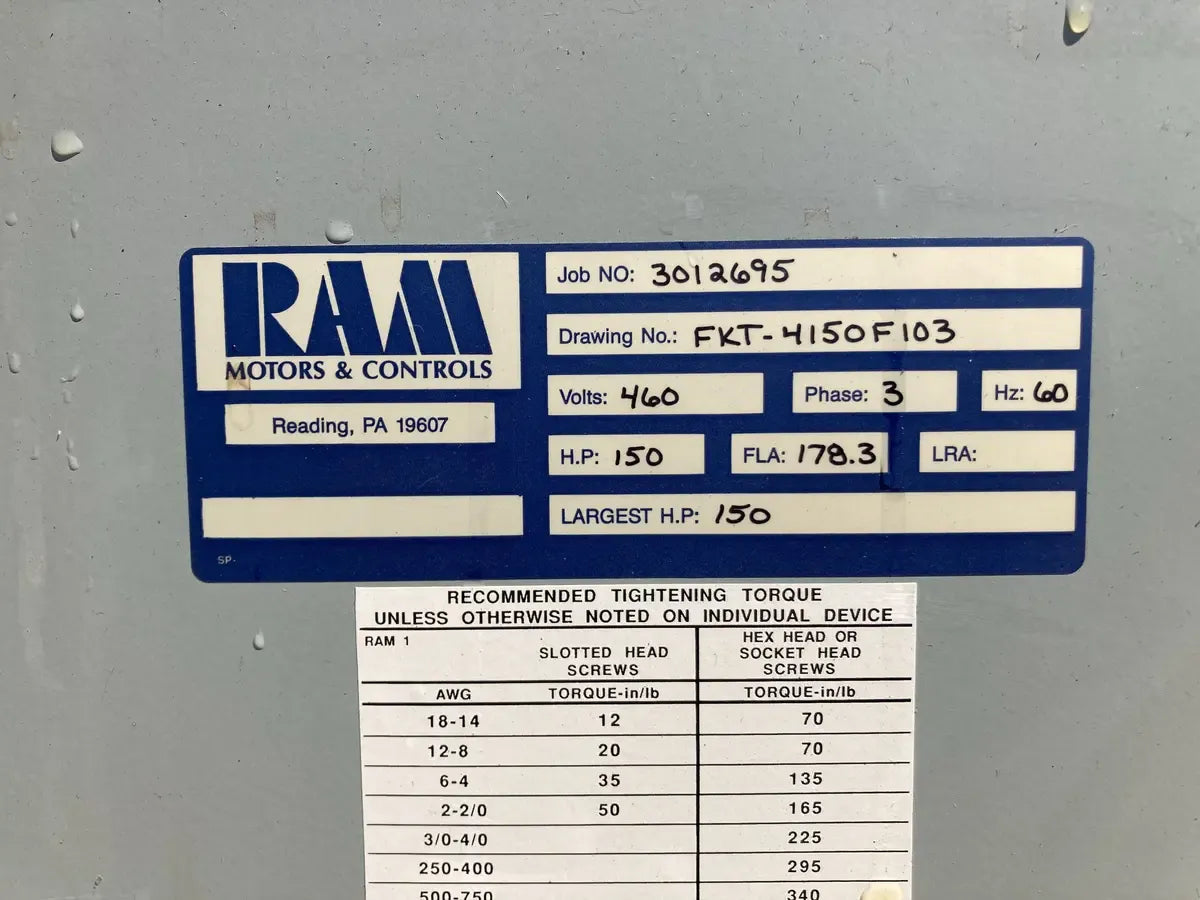 RAM
MOTORS & CONTROLS
Reading, PA 19607
SP-
Job NO: 3012695
Drawing No.: FKT-4150F103
Volts: 460 Phase: 3 Hz: 60
H.P: 150 FLA: 178.3 LRA:
LARGEST H.P: 150
RECOMMENDED TIGHTENING TORQUE
UNLESS OTHERWISE NOTED ON INDIVIDUAL DEVICE
RAM 1
SLOTTED HEAD
SCREWS
HEX HEAD OR
SOCKET HEAD
SCREWS
AWG TORQUE-in/lb TORQUE-in/lb
18-14 12 70
12-8 20 70
6-4 35 135
2-2/0 50 165
3/0-4/0 225
250-400 295
500-750 340